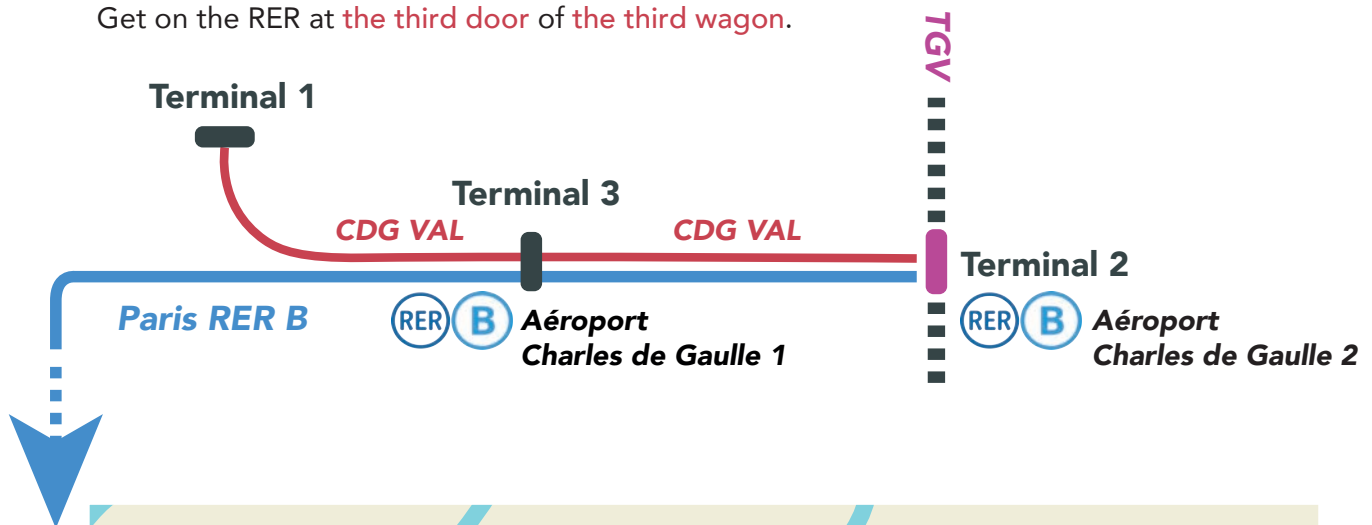 Get on the RER at the third door of the third wagon.
TGV
Terminal 1
Terminal 3
CDG VAL
CDG VAL
Terminal 2
Paris RER B
RER B Aéroport
Charles de Gaulle 1
RER B Aéroport
Charles de Gaulle 2